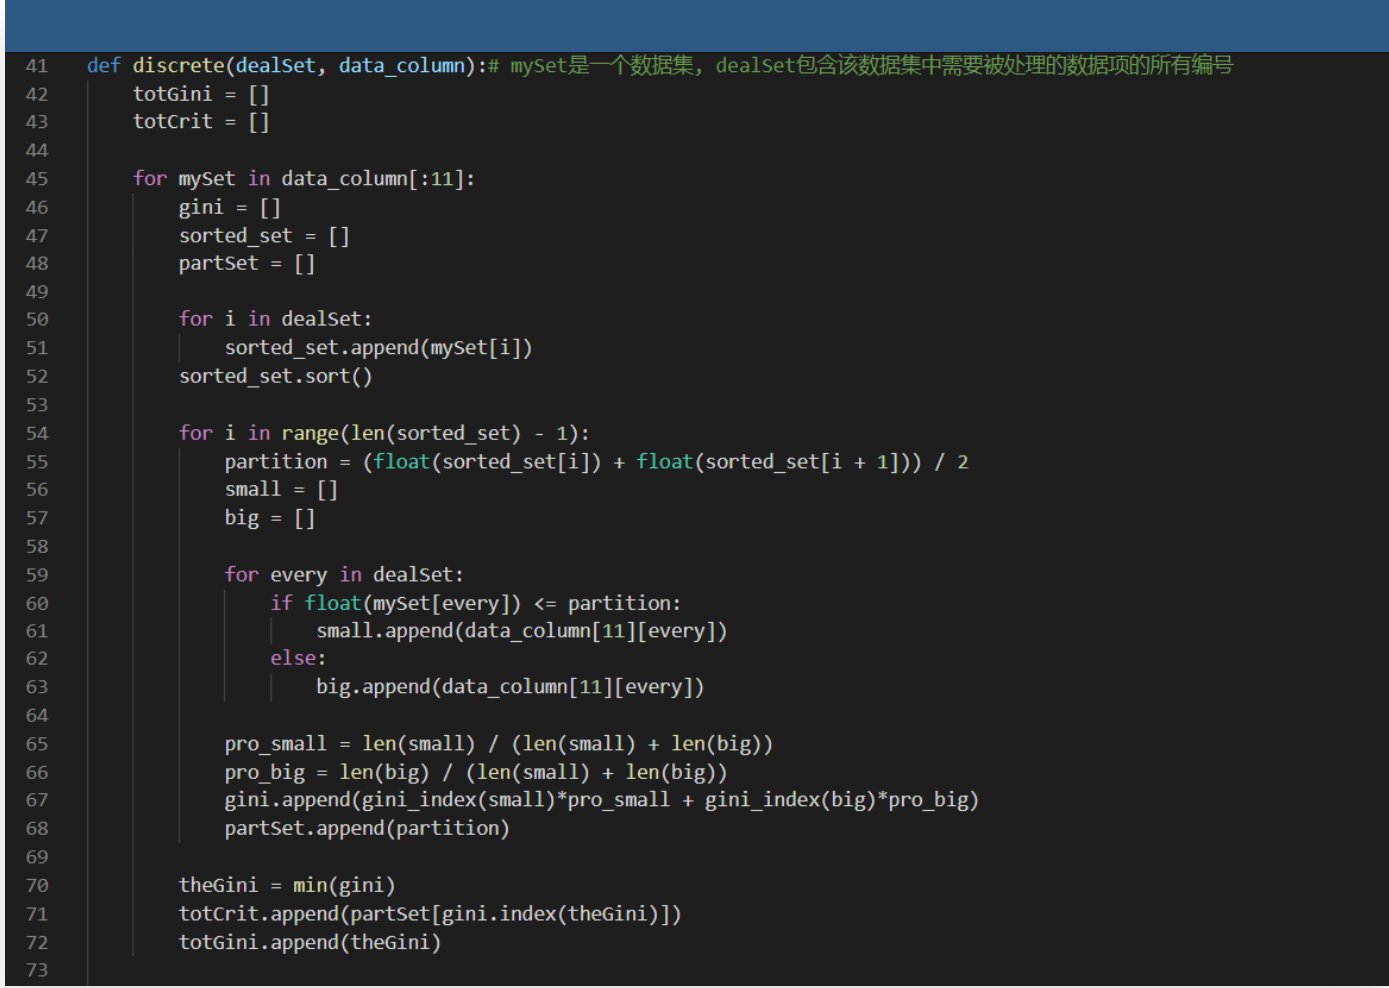 41 def discrete(dealSet, data_column):# mySet是一个数据集, dealSet包含该数据集中需要被处理的数据项的所有编号
42     totGini = []
43     totCrit = []
44
45     for mySet in data_column[:11]:
46         gini = []
47         sorted_set = []
48         partSet = []
49
50         for i in dealSet:
51             sorted_set.append(mySet[i])
52         sorted_set.sort()
53
54         for i in range(len(sorted_set) - 1):
55             partition = (float(sorted_set[i]) + float(sorted_set[i + 1])) / 2
56             small = []
57             big = []
58
59             for every in dealSet:
60                 if float(mySet[every]) <= partition:
61                     small.append(data_column[11][every])
62                 else:
63                     big.append(data_column[11][every])
64
65             pro_small = len(small) / (len(small) + len(big))
66             pro_big = len(big) / (len(small) + len(big))
67             gini.append(gini_index(small)*pro_small + gini_index(big)*pro_big)
68             partSet.append(partition)
69
70         theGini = min(gini)
71         totCrit.append(partSet[gini.index(theGini)])
72         totGini.append(theGini)
73